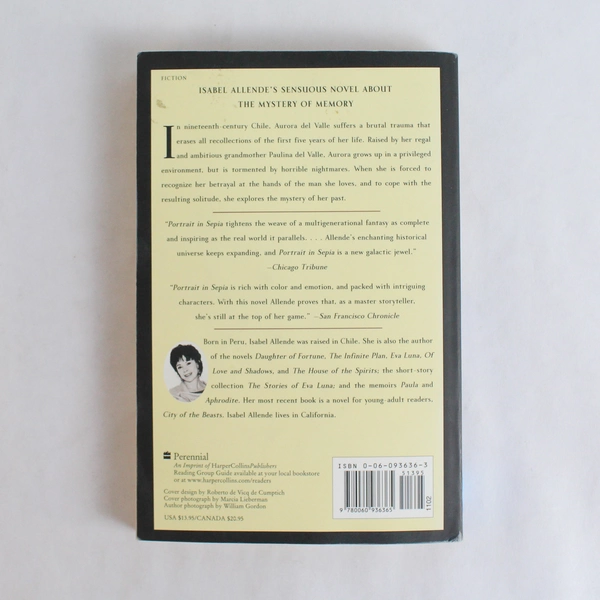 FICTION
ISABEL ALLENDE'S SENSUOUS NOVEL ABOUT
THE MYSTERY OF MEMORY
In nineteenth-century Chile, Aurora del Valle suffers a brutal trauma that
erases all recollections of the first five years of her life. Raised by her regal
and ambitious grandmother Paulina del Valle, Aurora grows up in a privileged
environment, but is tormented by horrible nightmares. When she is forced to
recognize her betrayal at the hands of the man she loves, and to cope with the
resulting solitude, she explores the mystery of her past.
"Portrait in Sepia tightens the weave of a multigenerational fantasy as complete
and inspiring as the real world it parallels. . . . Allende's enchanting historical
universe keeps expanding, and Portrait in Sepia is a new galactic jewel."
—Chicago Tribune
"Portrait in Sepia is rich with color and emotion, and packed with intriguing
characters. With this novel Allende proves that, as a master storyteller,
she's still at the top of her game." —San Francisco Chronicle
Born in Peru, Isabel Allende was raised in Chile. She is also the author
of the novels Daughter of Fortune, The Infinite Plan, Eva Luna, Of
Love and Shadows, and The House of the Spirits; the short-story
collection The Stories of Eva Luna; and the memoirs Paula and
Aphrodite. Her most recent book is a novel for young-adult readers,
City of the Beasts. Isabel Allende lives in California.
Perennial
An Imprint of HarperCollinsPublishers
Reading Group Guide available at your local bookstore
or at www.harpercollins.com/readers
Cover design by Roberto de Vicq de Cumptich
Cover photograph by Marcia Lieberman
Author photograph by William Gordon
USA $13.95/CANADA $20.95
ISBN 0-06-093636-3
51395
9 780060 936365
1102